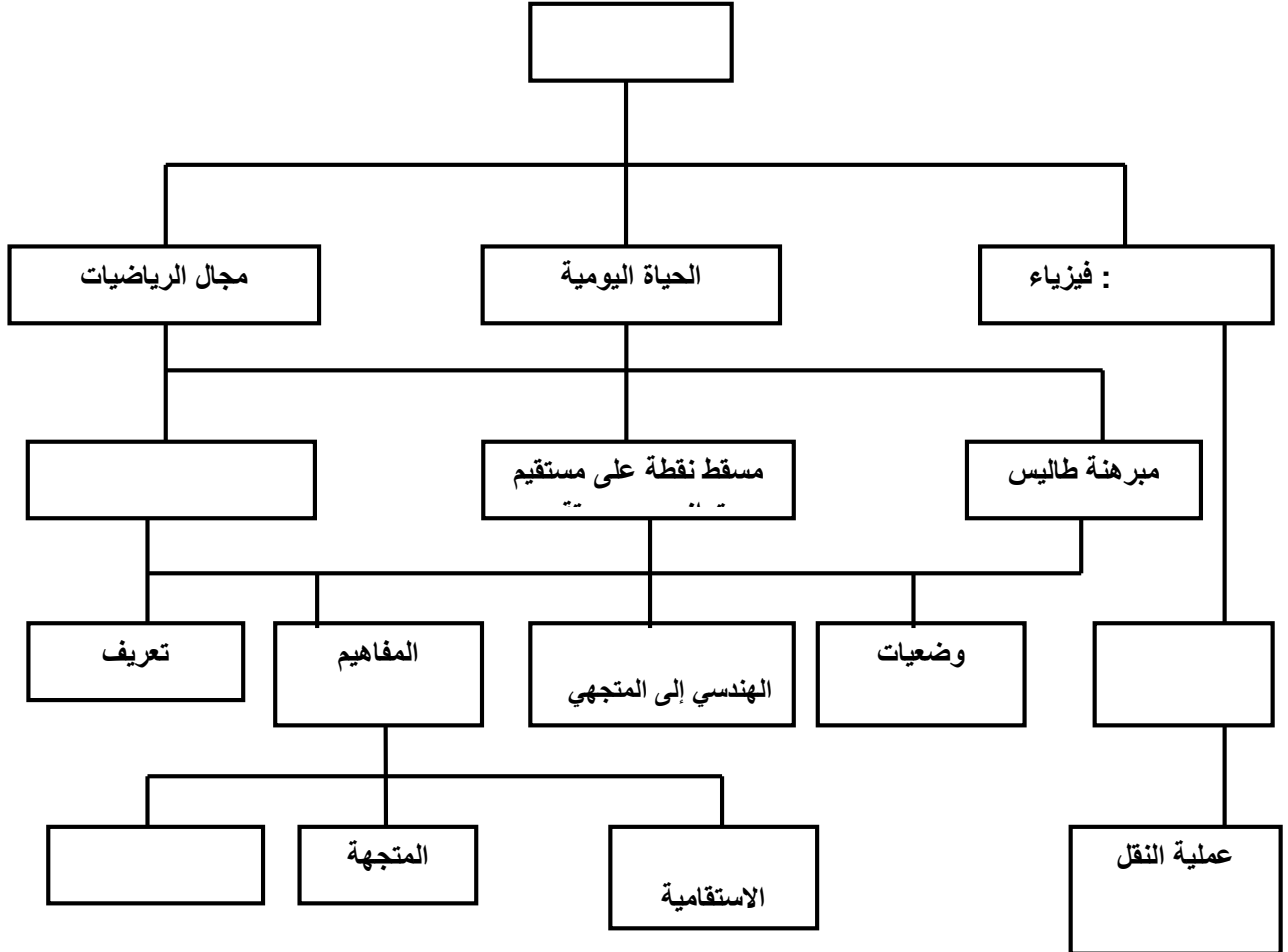 مجال الرياضيات
الحياة اليومية
فيزياء :
مسقط نقطة على مستقيم
مبرهنة طاليس
تعريف
المفاهيم
الهندسي إلى المتجهي
وضعيات
المتجهة
الاستقامية
عملية النقل